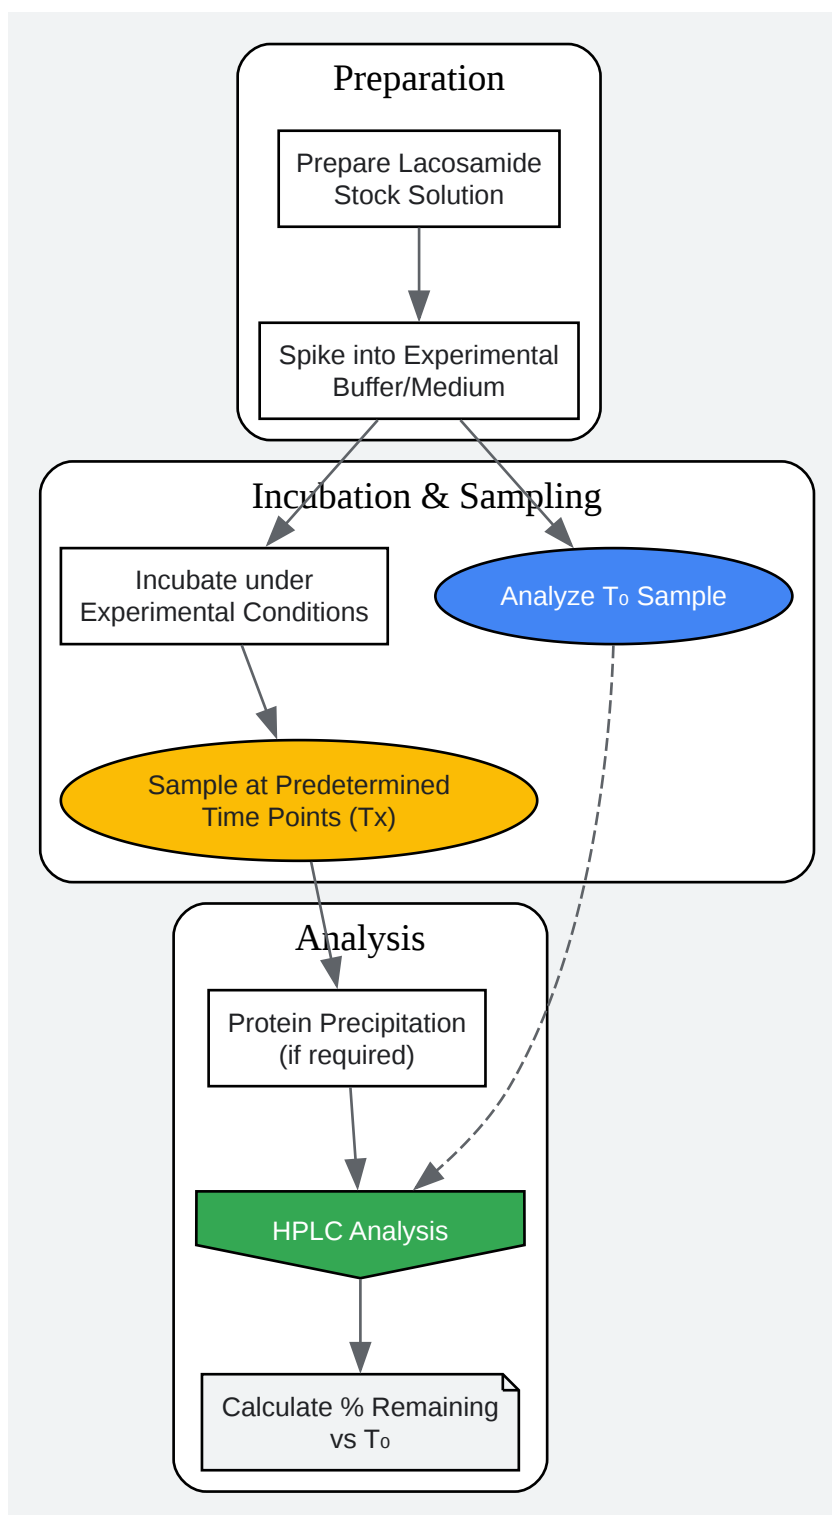 Preparation
Prepare Lacosamide
Stock Solution
Spike into Experimental
Buffer/Medium
Incubation & Sampling
Incubate under
Experimental Conditions
Analyze T₀ Sample
Sample at Predetermined
Time Points (Tx)
Analysis
Protein Precipitation
(if required)
HPLC Analysis
Calculate % Remaining
vs T₀